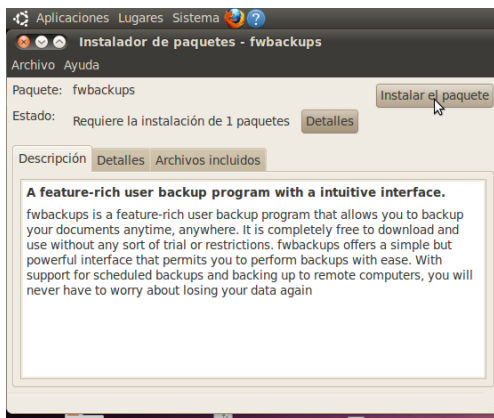 Aplicaciones Lugares Sistema
Instalador de paquetes - fwbackups
Archivo Ayuda
Paquete: fwbackups
Instalar el paquete
Estado: Requiere la instalación de 1 paquetes Detalles
Descripción Detalles Archivos incluidos
A feature-rich user backup program with a intuitive interface.
fwbackups is a feature-rich user backup program that allows you to backup
your documents anytime, anywhere. It is completely free to download and
use without any sort of trial or restrictions. fwbackups offers a simple but
powerful interface that permits you to perform backups with ease. With
support for scheduled backups and backing up to remote computers, you will
never have to worry about losing your data again